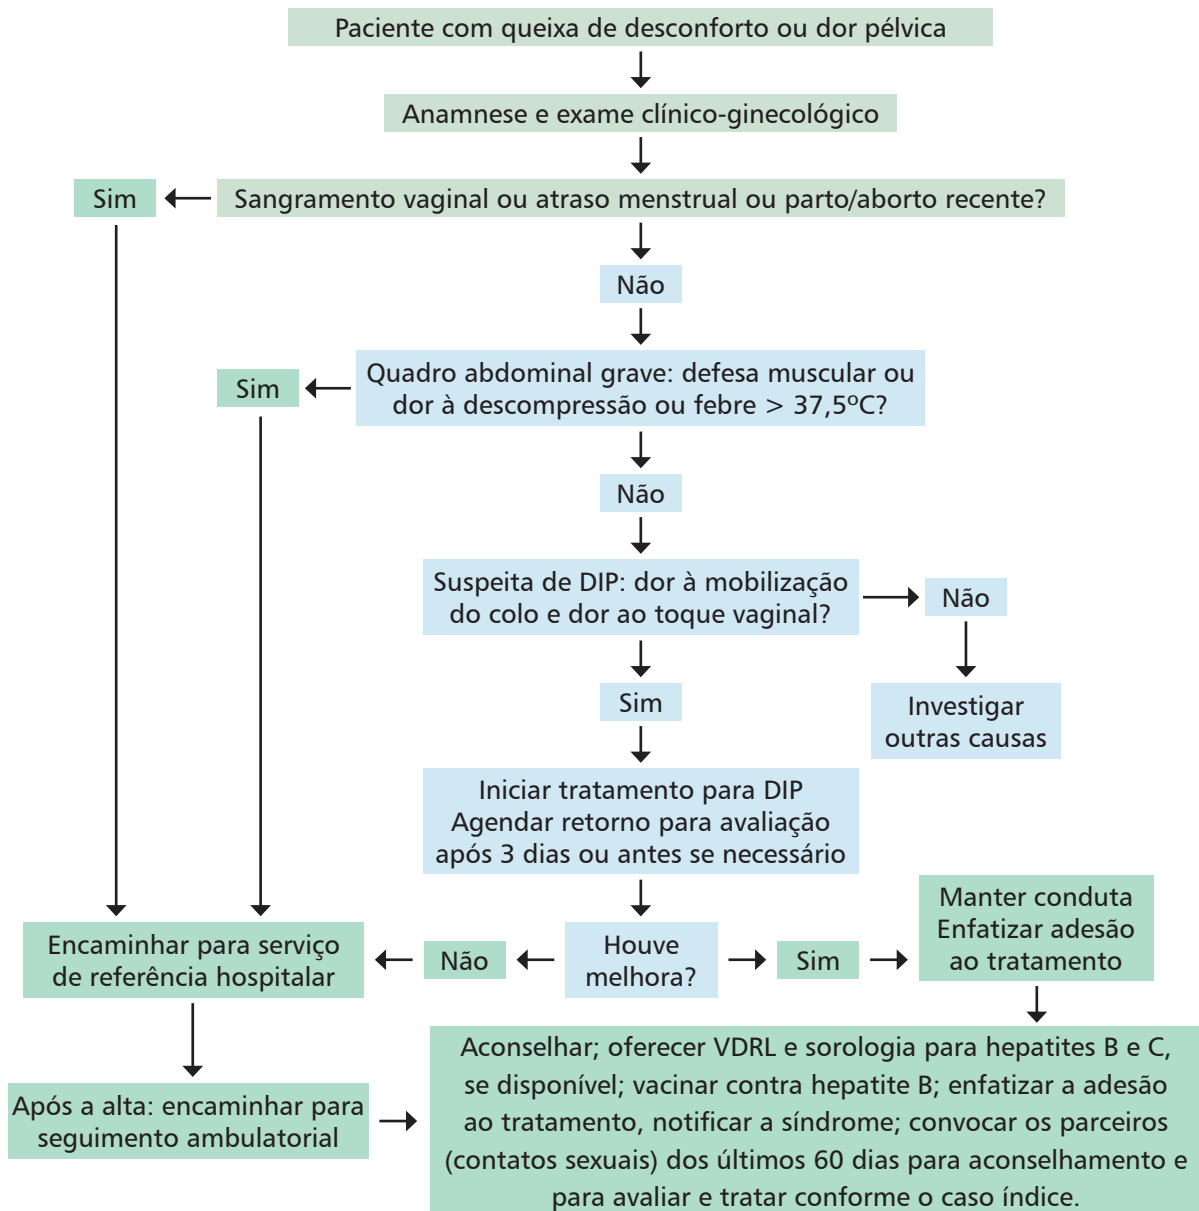 Paciente com queixa de desconforto ou dor pélvica
Anamnese e exame clínico-ginecológico
Sim
Sangramento vaginal ou atraso menstrual ou parto/aborto recente?
Não
Sim
Quadro abdominal grave: defesa muscular ou
dor à descompressão ou febre > 37,5ºC?
Não
Suspeita de DIP: dor à mobilização
do colo e dor ao toque vaginal?
Não
Sim
Investigar
outras causas
Iniciar tratamento para DIP
Agendar retorno para avaliação
após 3 dias ou antes se necessário
Encaminhar para serviço
de referência hospitalar
Não
Houve
melhora?
Sim
Manter conduta
Enfatizar adesão
ao tratamento
Após a alta: encaminhar para
seguimento ambulatorial
Aconselhar; oferecer VDRL e sorologia para hepatites B e C,
se disponível; vacinar contra hepatite B; enfatizar a adesão
ao tratamento, notificar a síndrome; convocar os parceiros
(contatos sexuais) dos últimos 60 dias para aconselhamento e
para avaliar e tratar conforme o caso índice.